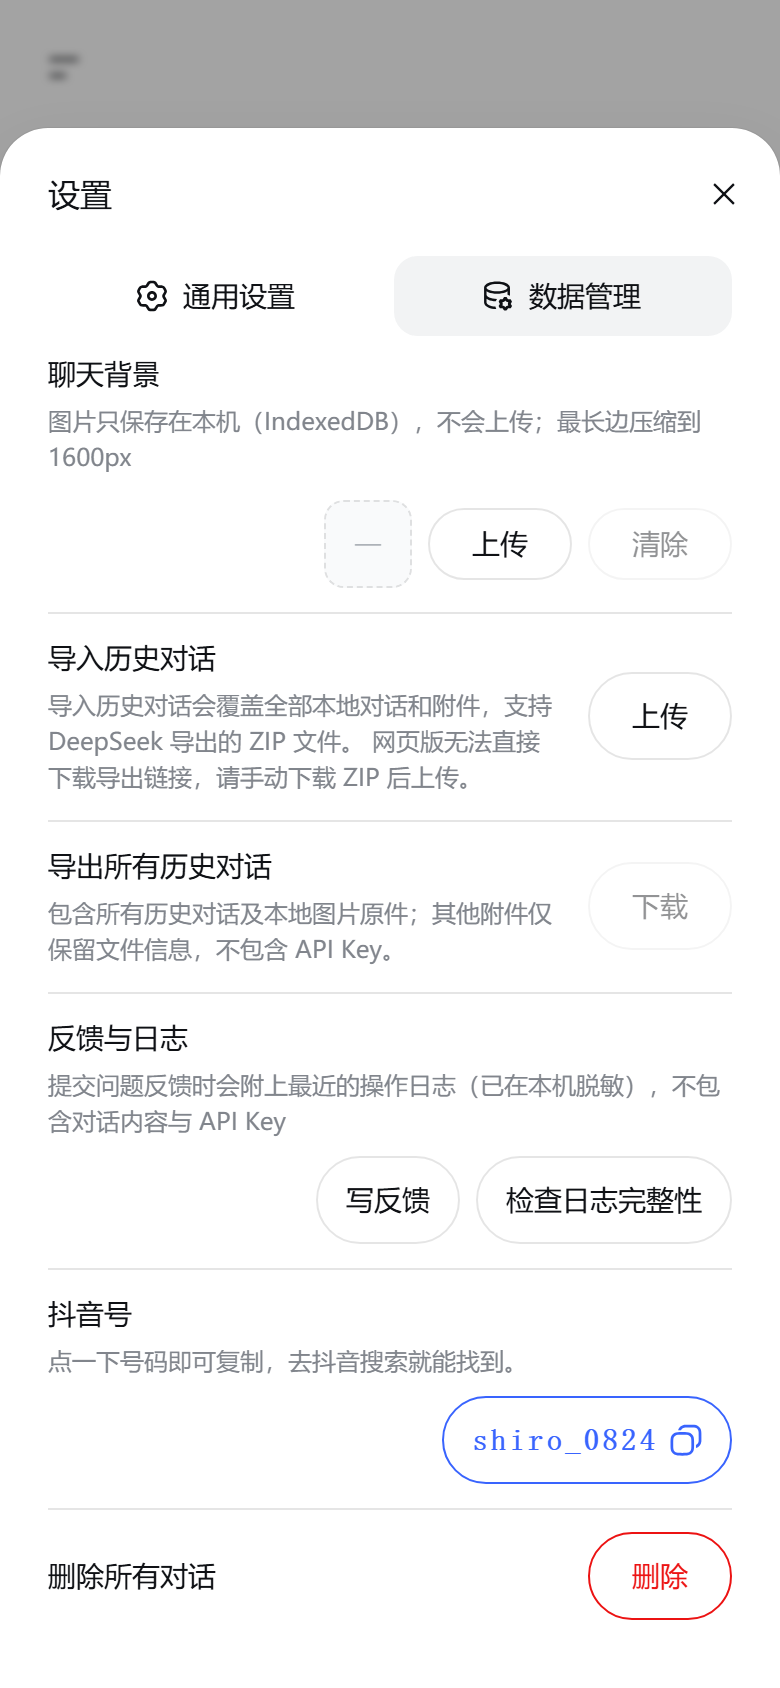 设置
通用设置
数据管理
聊天背景
图片只保存在本机（IndexedDB），不会上传；最长边压缩到
1600px
—
上传
清除
导入历史对话
导入历史对话会覆盖全部本地对话和附件，支持
DeepSeek 导出的 ZIP 文件。 网页版无法直接
下载导出链接，请手动下载 ZIP 后上传。
上传
导出所有历史对话
包含所有历史对话及本地图片原件；其他附件仅
保留文件信息，不包含 API Key。
下载
反馈与日志
提交问题反馈时会附上最近的操作日志（已在本机脱敏），不包
含对话内容与 API Key
写反馈
检查日志完整性
抖音号
点一下号码即可复制，去抖音搜索就能找到。
shiro_0824
删除所有对话
删除